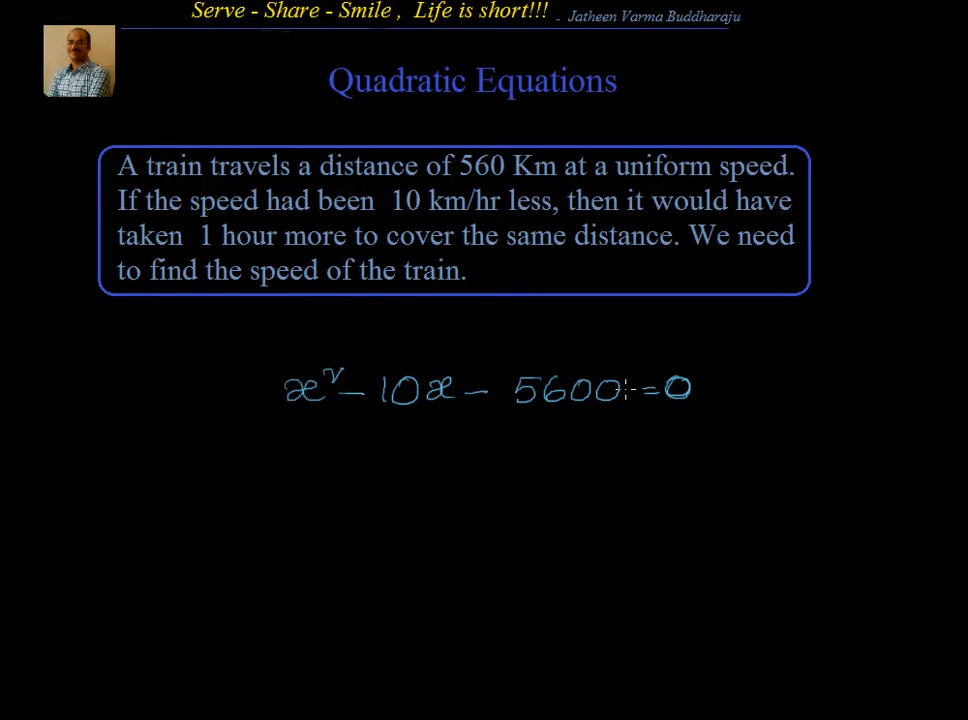 Serve - Share - Smile , Life is short!!! - Jatheen Varma Buddharaju
Quadratic Equations
A train travels a distance of 560 Km at a uniform speed.
If the speed had been 10 km/hr less, then it would have
taken 1 hour more to cover the same distance. We need
to find the speed of the train.
x² - 10x - 5600 = 0